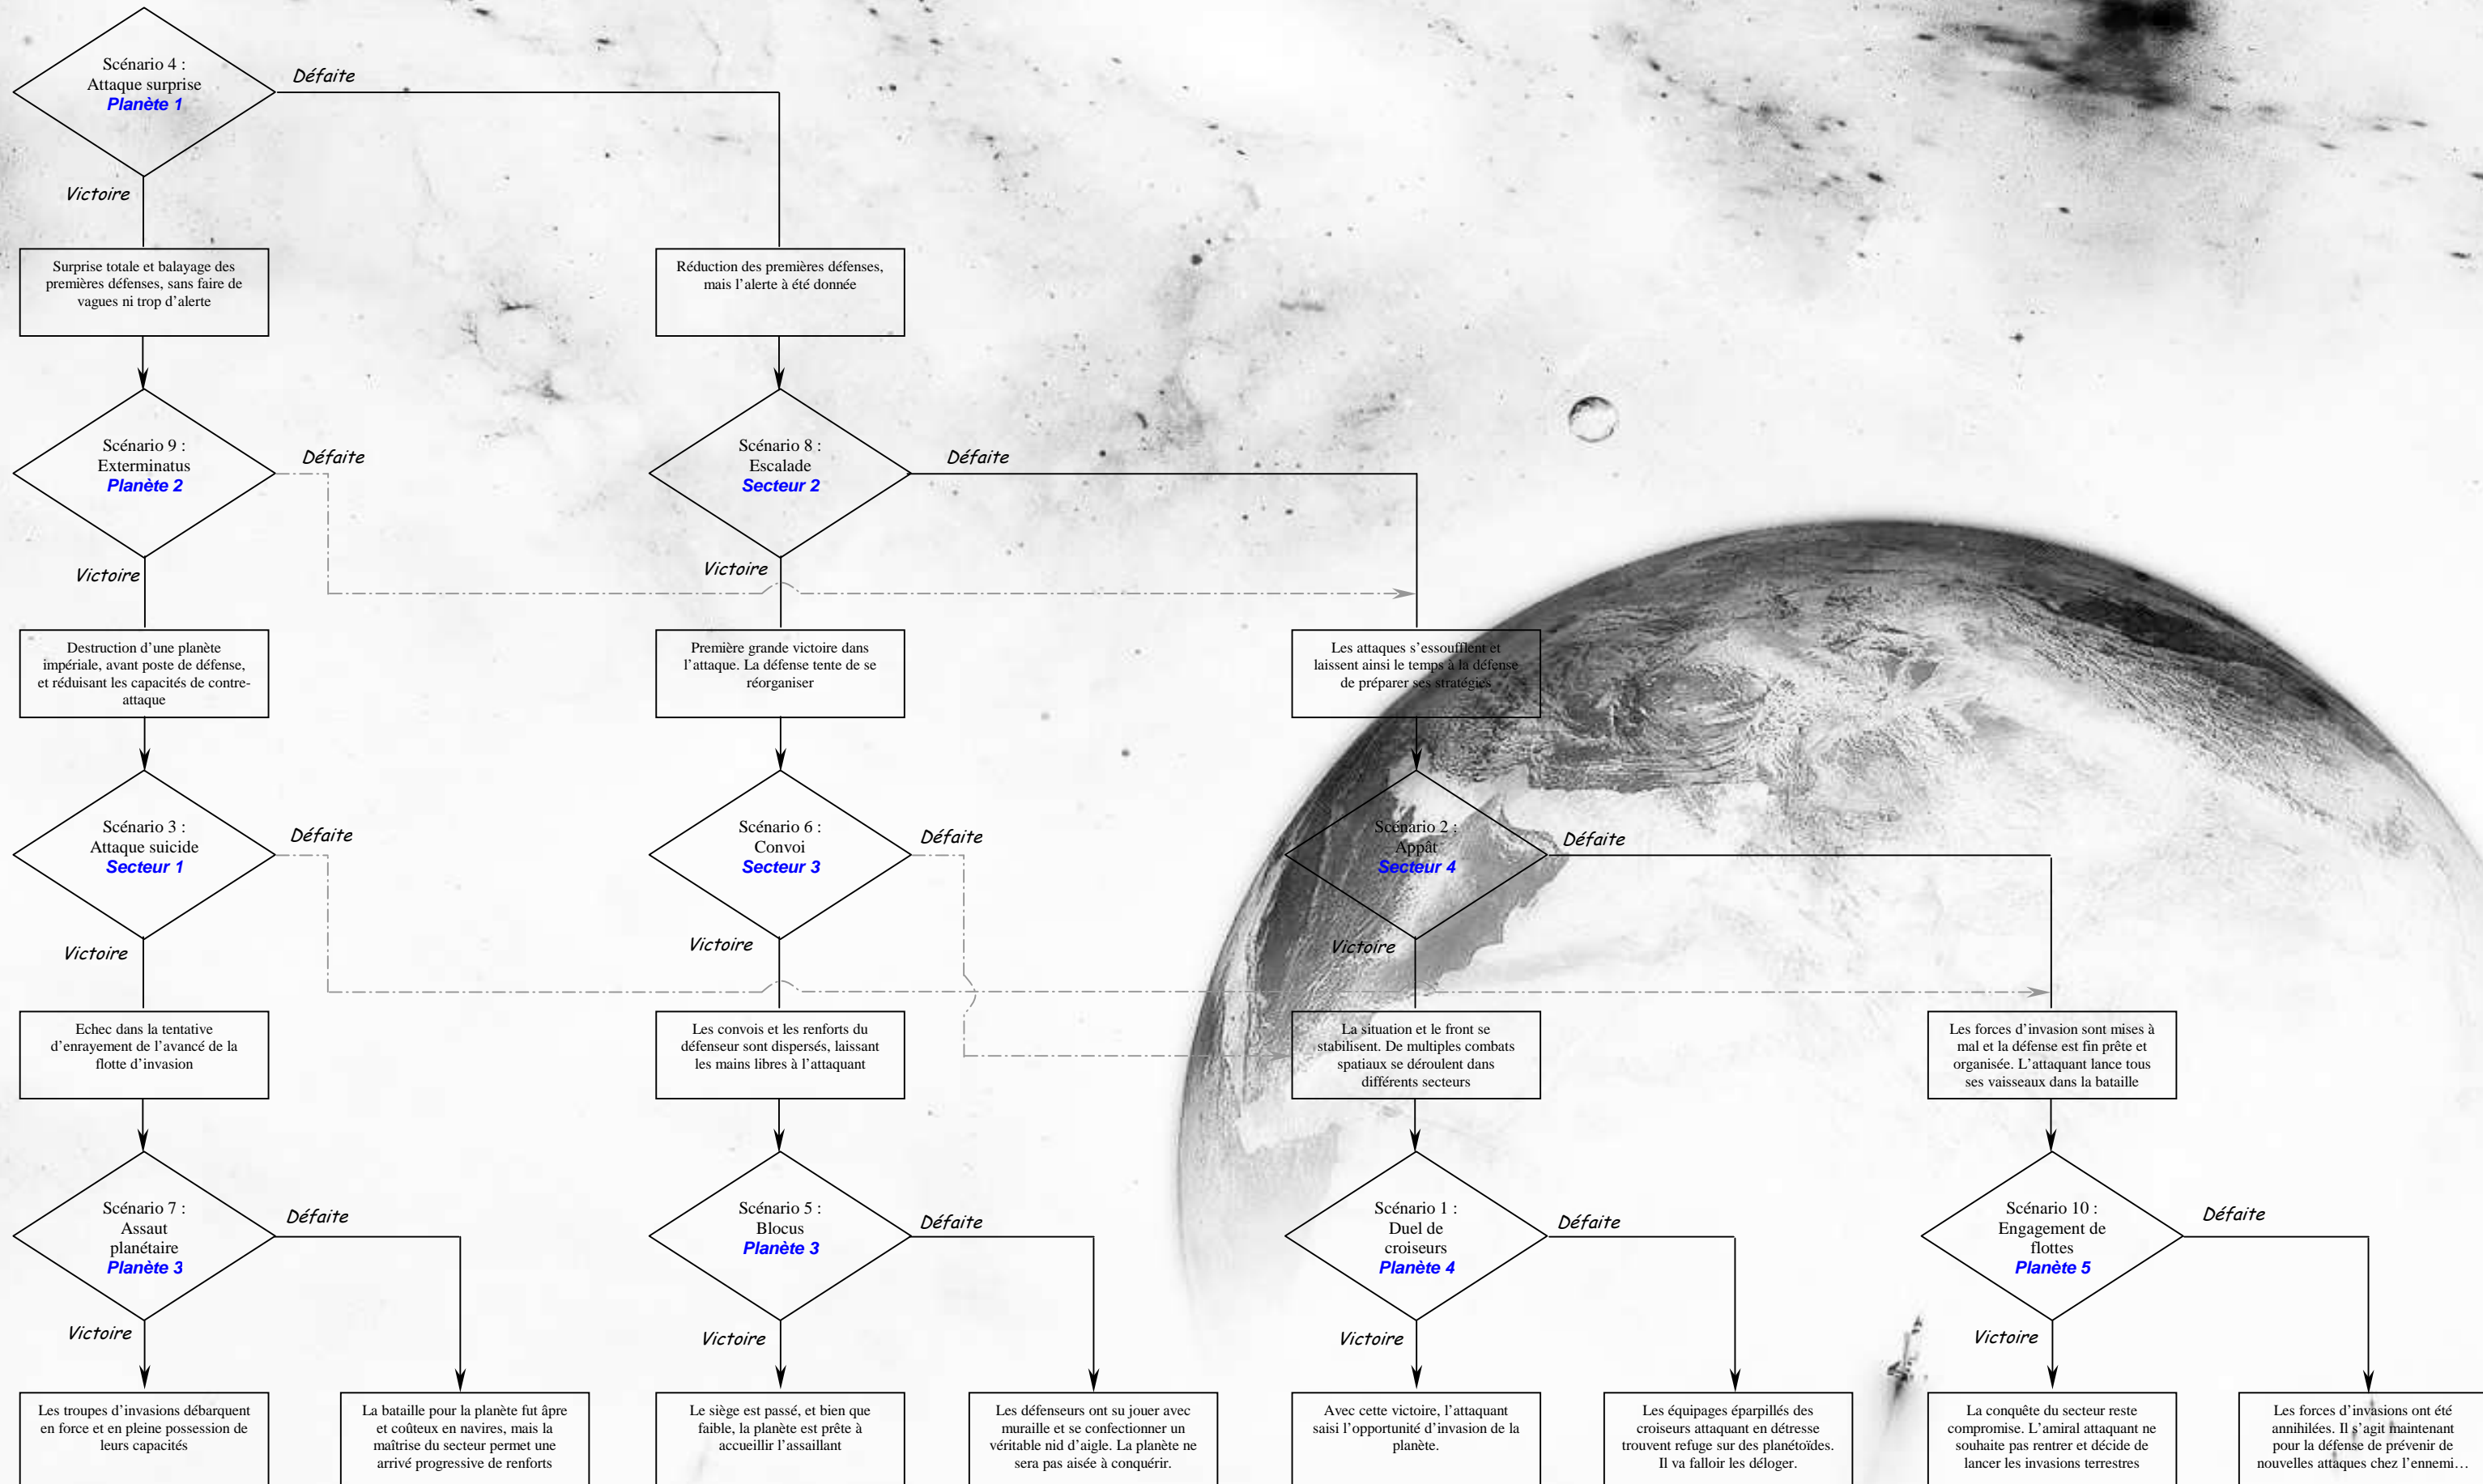 Scénario 4 :
Attaque surprise
Planète 1
Défaite
Victoire
Surprise totale et balayage des
premières défenses, sans faire de
vagues ni trop d’alerte
Réduction des premières défenses,
mais l’alerte à été donnée
Scénario 9 :
Exterminatus
Planète 2
Défaite
Victoire
Scénario 8 :
Escalade
Secteur 2
Défaite
Victoire
Destruction d’une planète
impériale, avant poste de défense,
et réduisant les capacités de contre-
attaque
Première grande victoire dans
l’attaque. La défense tente de se
réorganiser
Les attaques s’essoufflent et
laissent ainsi le temps à la défense
de préparer ses stratégies
Scénario 3 :
Attaque suicide
Secteur 1
Défaite
Victoire
Scénario 6 :
Convoi
Secteur 3
Défaite
Victoire
Scénario 2 :
Appât
Secteur 4
Défaite
Victoire
Echec dans la tentative
d’enrayement de l’avancé de la
flotte d’invasion
Les convois et les renforts du
défenseur sont dispersés, laissant
les mains libres à l’attaquant
La situation et le front se
stabilisent. De multiples combats
spatiaux se déroulent dans
différents secteurs
Les forces d’invasion sont mises à
mal et la défense est fin prête et
organisée. L’attaquant lance tous
ses vaisseaux dans la bataille
Scénario 7 :
Assaut
planétaire
Planète 3
Défaite
Victoire
Scénario 5 :
Blocus
Planète 3
Défaite
Victoire
Scénario 1 :
Duel de
croiseurs
Planète 4
Défaite
Victoire
Scénario 10 :
Engagement de
flottes
Planète 5
Défaite
Victoire
Les troupes d’invasions débarquent
en force et en pleine possession de
leurs capacités
La bataille pour la planète fut âpre
et coûteux en navires, mais la
maîtrise du secteur permet une
arrivé progressive de renforts
Le siège est passé, et bien que
faible, la planète est prête à
accueillir l’assaillant
Les défenseurs ont su jouer avec
muraille et se confectionner un
véritable nid d’aigle. La planète ne
sera pas aisée à conquérir.
Avec cette victoire, l’attaquant
saisi l’opportunité d’invasion de la
planète.
Les équipages éparpillés des
croiseurs attaquant en détresse
trouvent refuge sur des planétoïdes.
Il va falloir les déloger.
La conquête du secteur reste
compromise. L’amiral attaquant ne
souhaite pas rentrer et décide de
lancer les invasions terrestres
Les forces d’invasions ont été
annihilées. Il s’agit maintenant
pour la défense de prévenir de
nouvelles attaques chez l’ennemi…